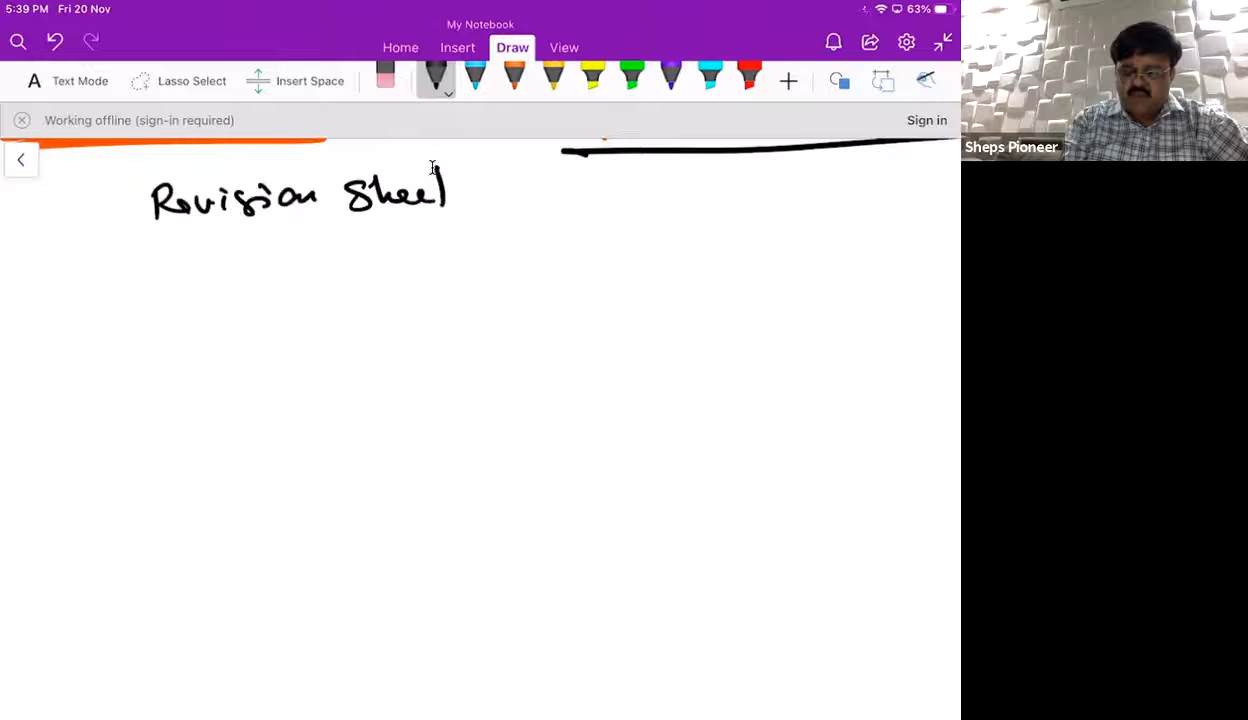 5:39 PM Fri 20 Nov
63%
My Notebook
Home Insert Draw View
A Text Mode Lasso Select Insert Space
Working offline (sign-in required) Sign in
Sheps Pioneer
Revision Sheel